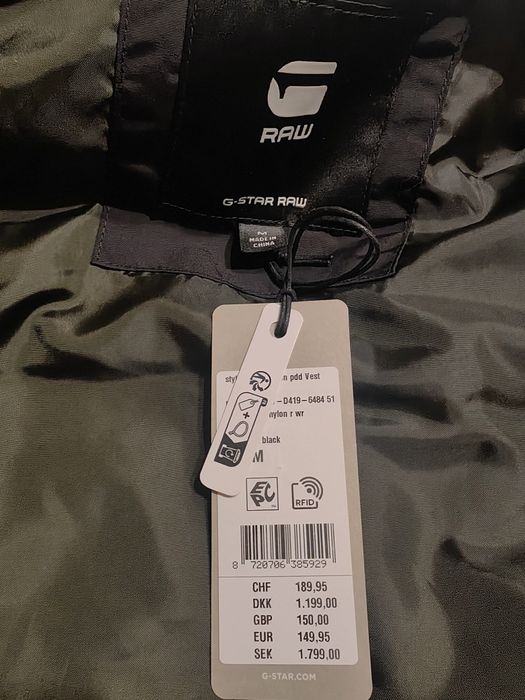 RAW
G-STAR RAW
M
MADE IN
CHINA
pdd Vest
-D419-6484 51
nylon r wr
black
M
EPC
RFID
8 720706 385929
CHF 189,95
DKK 1.199,00
GBP 150,00
EUR 149,95
SEK 1.799,00
G-STAR.COM